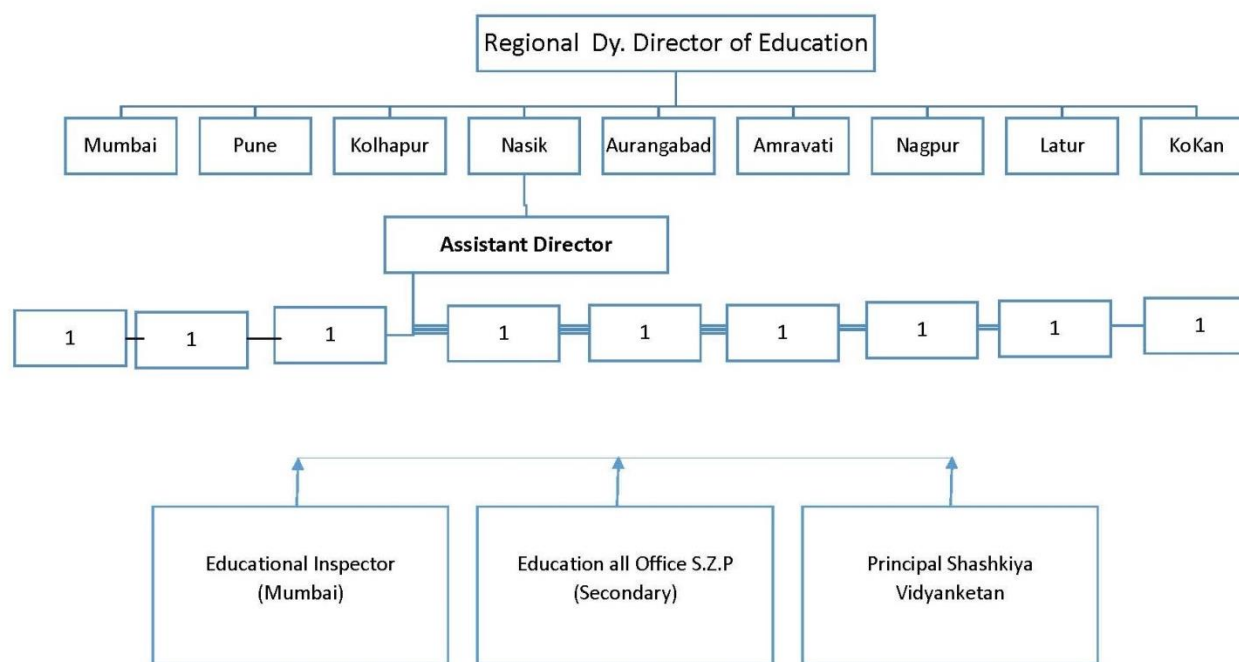 Regional Dy. Director of Education
Mumbai
Pune
Kolhapur
Nasik
Aurangabad
Amravati
Nagpur
Latur
KoKan
Assistant Director
1
1
1
1
1
1
1
1
1
Educational Inspector
(Mumbai)
Education all Office S.Z.P
(Secondary)
Principal Shashkiya
Vidyanketan